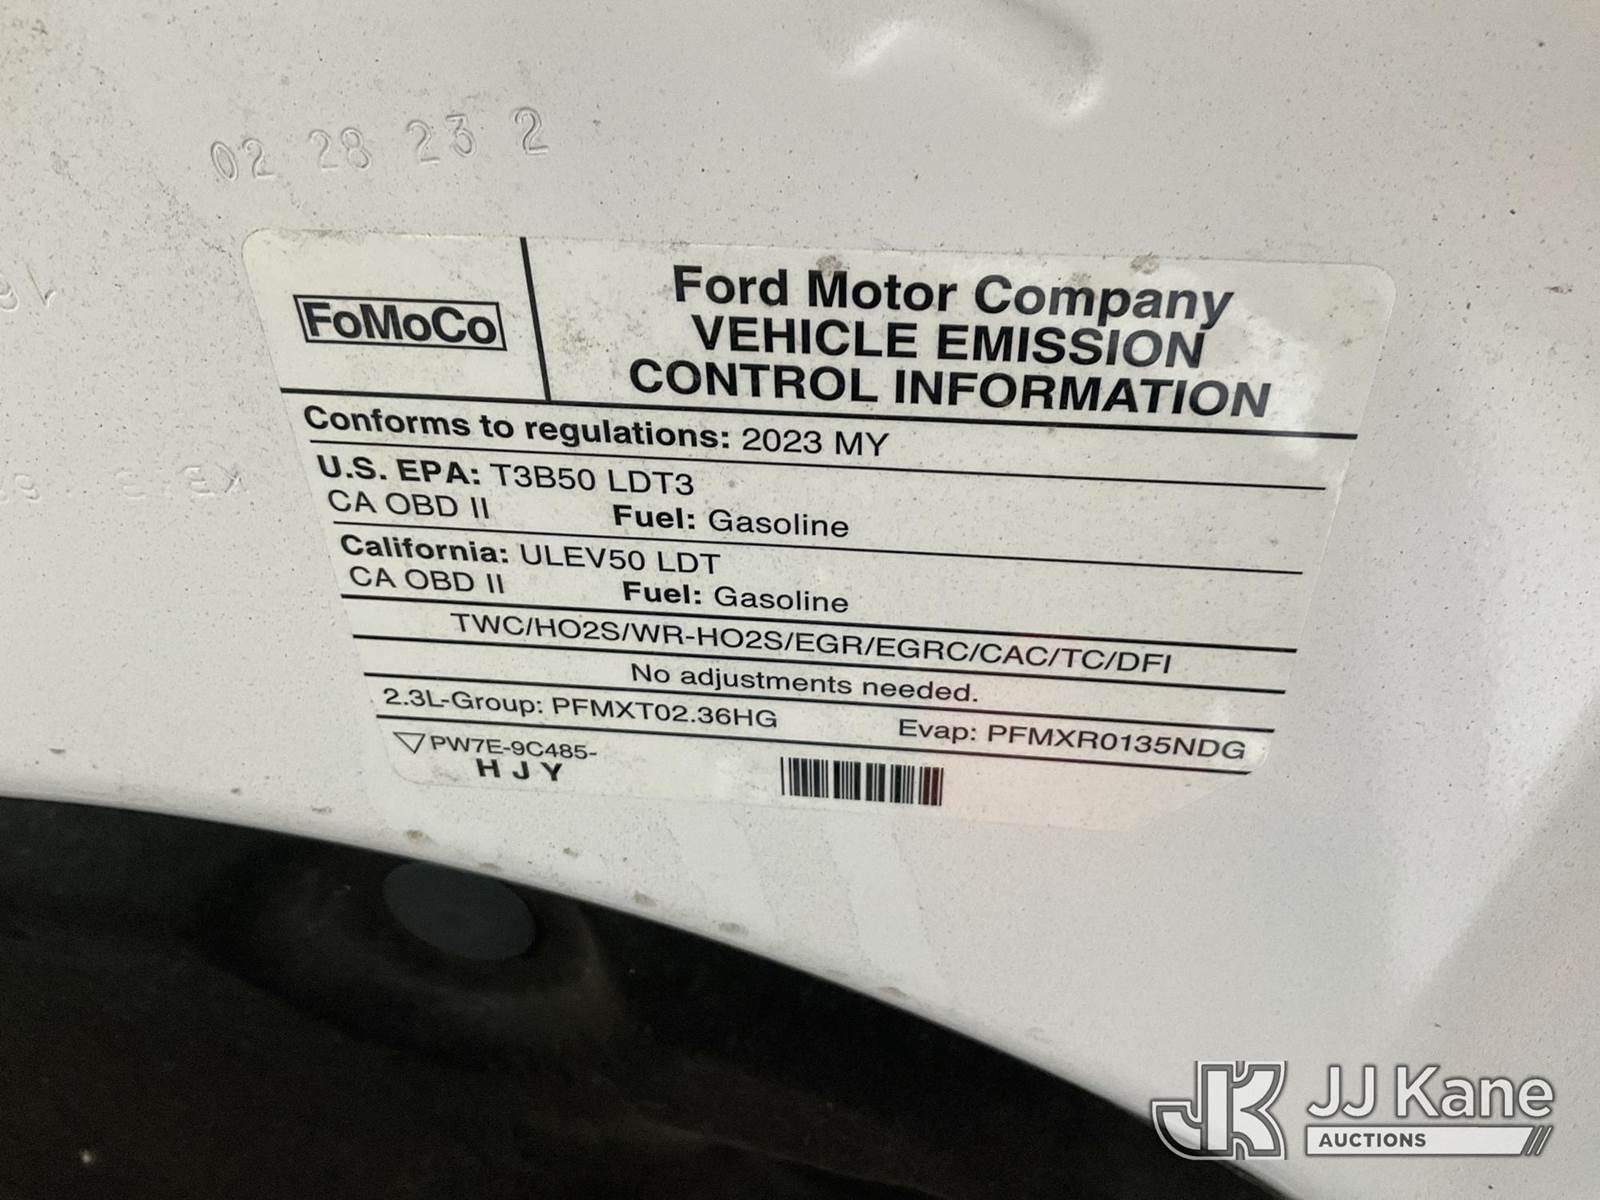 02 28 23 2
FoMoCo
Ford Motor Company
VEHICLE EMISSION
CONTROL INFORMATION
Conforms to regulations: 2023 MY
U.S. EPA: T3B50 LDT3
CA OBD II Fuel: Gasoline
California: ULEV50 LDT
CA OBD II Fuel: Gasoline
TWC/HO2S/WR-HO2S/EGR/EGRC/CAC/TC/DFI
No adjustments needed.
2.3L-Group: PFMXT02.36HG Evap: PFMXR0135NDG
PW7E-9C485-
H J Y
JK JJ Kane
AUCTIONS